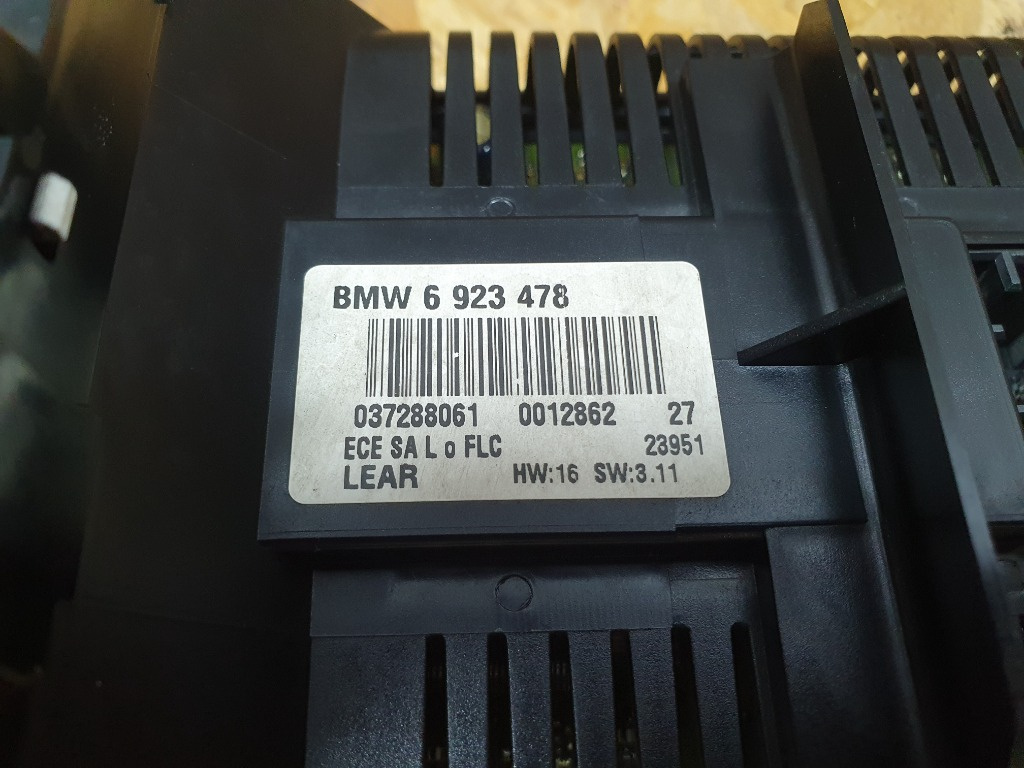 BMW 6 923 478
037288061 0012862 27
ECE SA L o FLC 23951
LEAR HW:16 SW:3.11